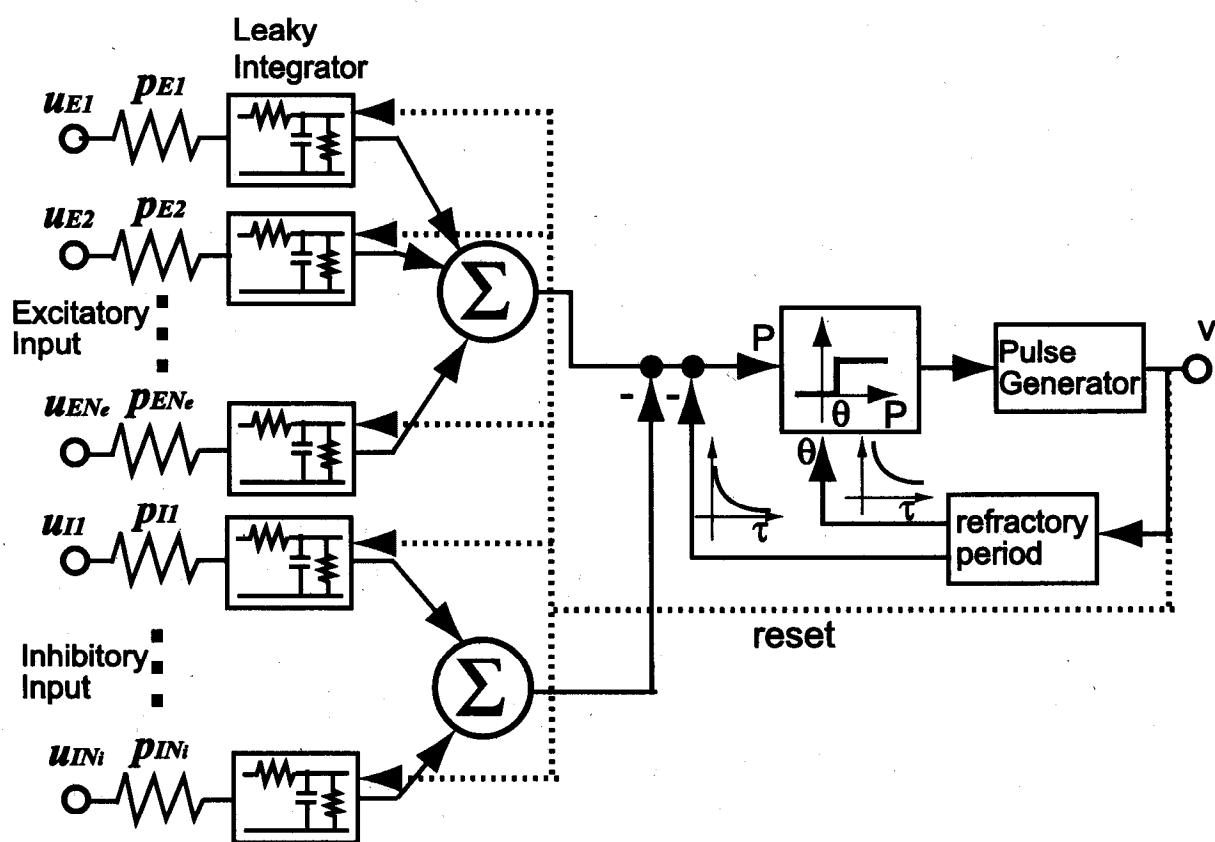 Leaky
Integrator
uE1
pE1
uE2
pE2
Excitatory
Input
uENe
pENe
uI1
pI1
Inhibitory
Input
uINi
pINi
Σ
Σ
-
-
P
θ
P
θ
τ
τ
Pulse
Generator
v
refractory
period
reset